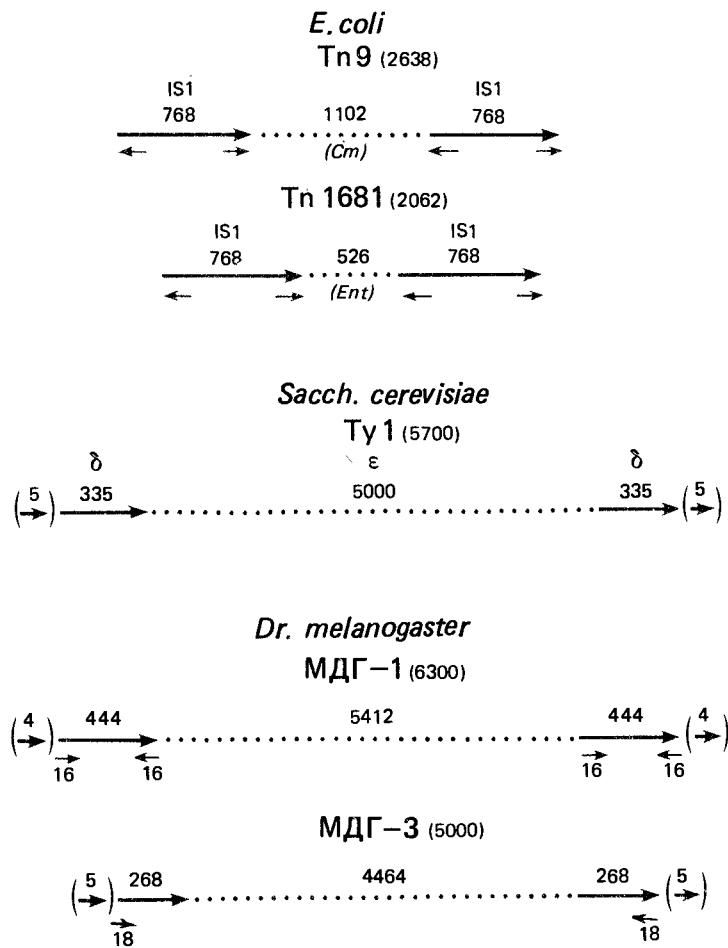 E. coli
Tn 9 (2638)
IS1 IS1
768 1102 768
(Cm)
Tn 1681 (2062)
IS1 IS1
768 526 768
(Ent)
Sacch. cerevisiae
Ty 1 (5700)
δ ε δ
(5) 335 5000 335 (5)
Dr. melanogaster
МДГ–1 (6300)
(4) 444 5412 444 (4)
16 16 16 16
МДГ–3 (5000)
(5) 268 4464 268 (5)
18 18